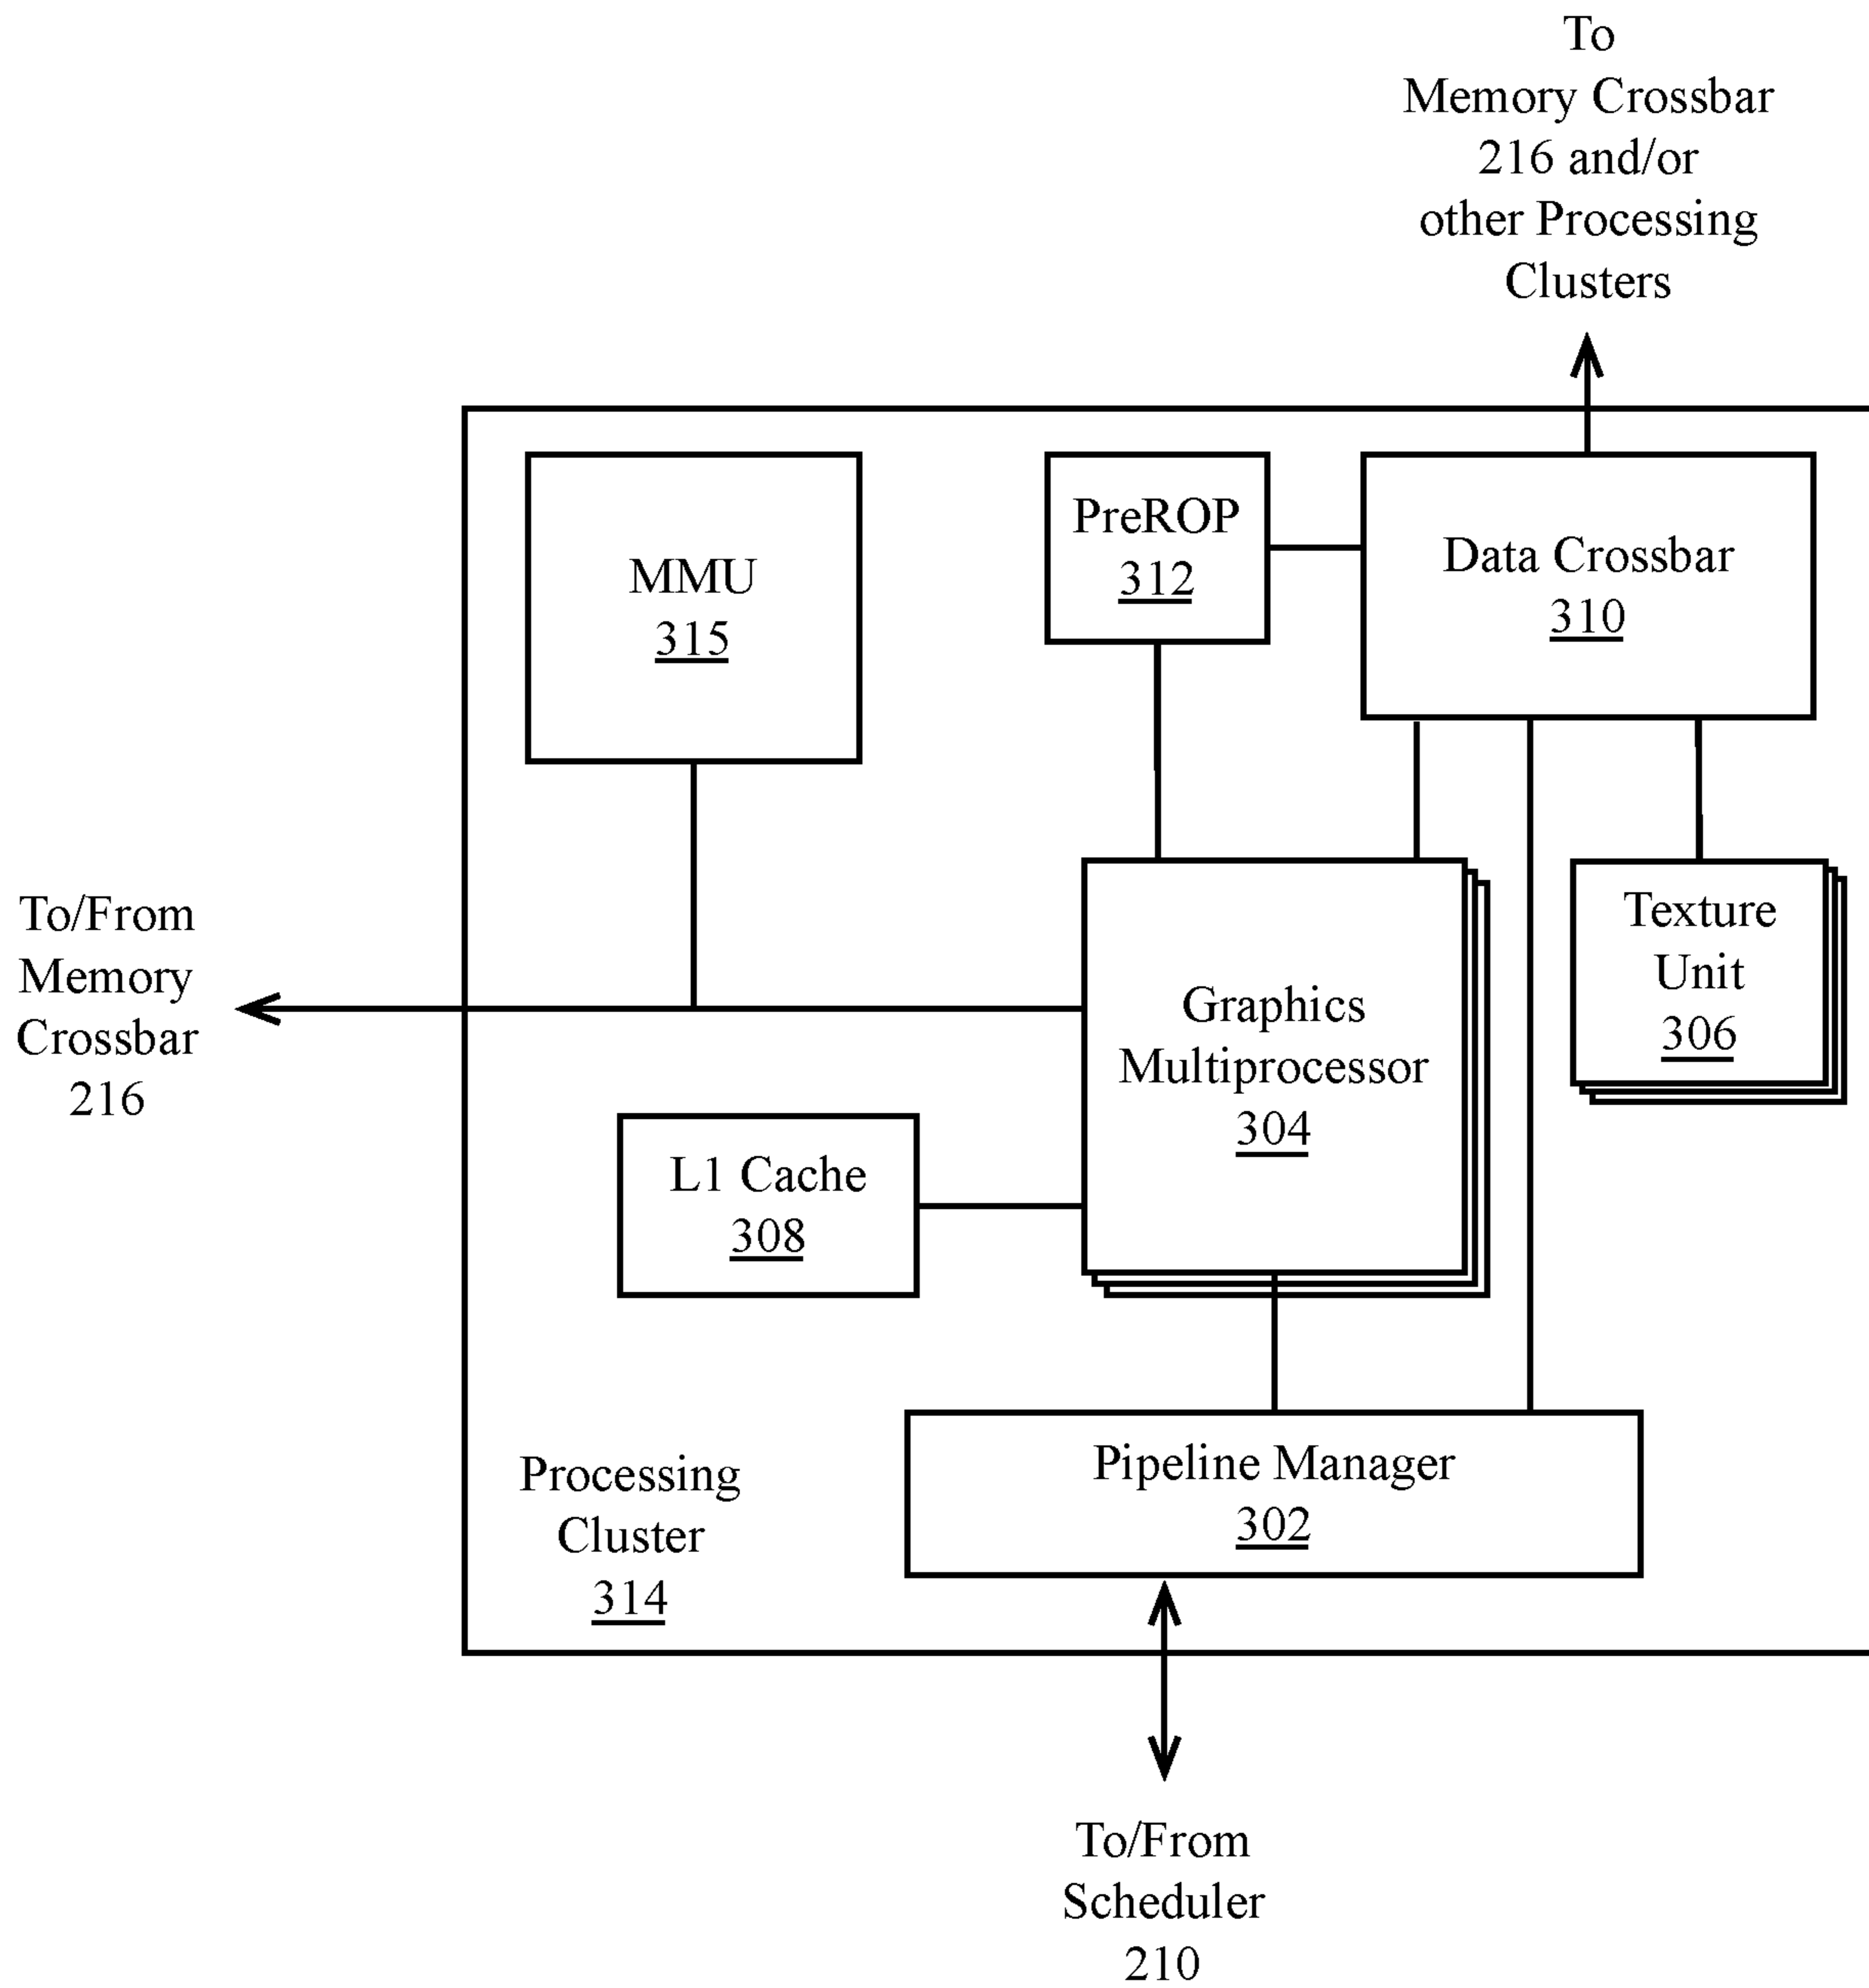 To
Memory Crossbar
216 and/or
other Processing
Clusters
MMU
315
PreROP
312
Data Crossbar
310
To/From
Memory
Crossbar
216
Graphics
Multiprocessor
304
Texture
Unit
306
L1 Cache
308
Pipeline Manager
302
Processing
Cluster
314
To/From
Scheduler
210